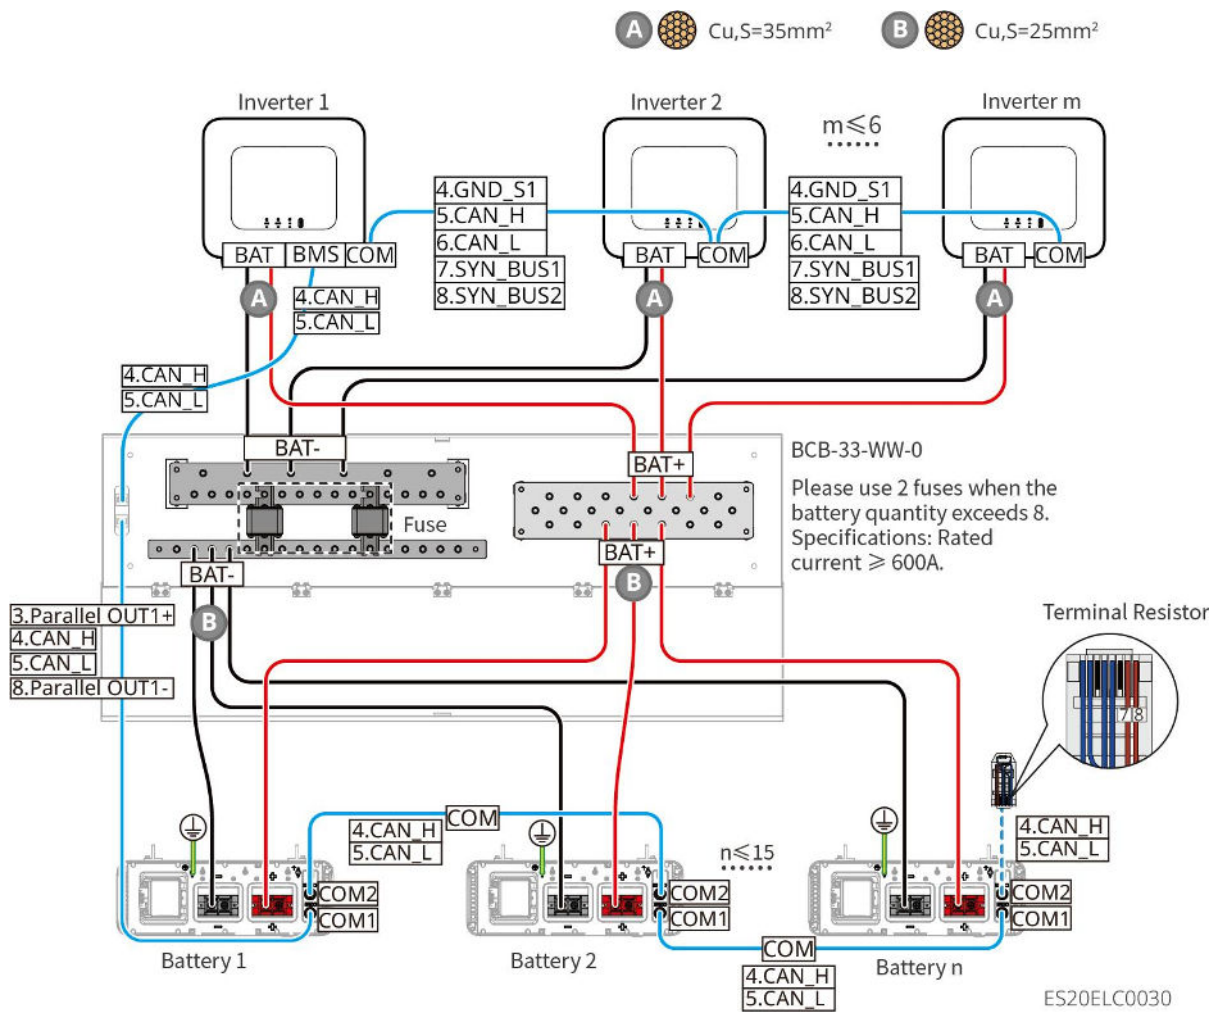 A Cu,S=35mm²
B Cu,S=25mm²
Inverter 1
Inverter 2
Inverter m
m≤6
4.GND_S1
5.CAN_H
6.CAN_L
7.SYN_BUS1
8.SYN_BUS2
4.GND_S1
5.CAN_H
6.CAN_L
7.SYN_BUS1
8.SYN_BUS2
BAT BMS COM
BAT COM
BAT COM
A
A
A
4.CAN_H
5.CAN_L
4.CAN_H
5.CAN_L
BAT-
BAT+
BCB-33-WW-0
Please use 2 fuses when the
battery quantity exceeds 8.
Specifications: Rated
current ≥ 600A.
Fuse
BAT-
BAT+
B
B
3.Parallel OUT1+
4.CAN_H
5.CAN_L
8.Parallel OUT1-
Terminal Resistor
7 8
COM
4.CAN_H
5.CAN_L
n≤15
4.CAN_H
5.CAN_L
COM2
COM1
COM2
COM1
COM2
COM1
Battery 1
Battery 2
Battery n
COM
4.CAN_H
5.CAN_L
ES20ELC0030